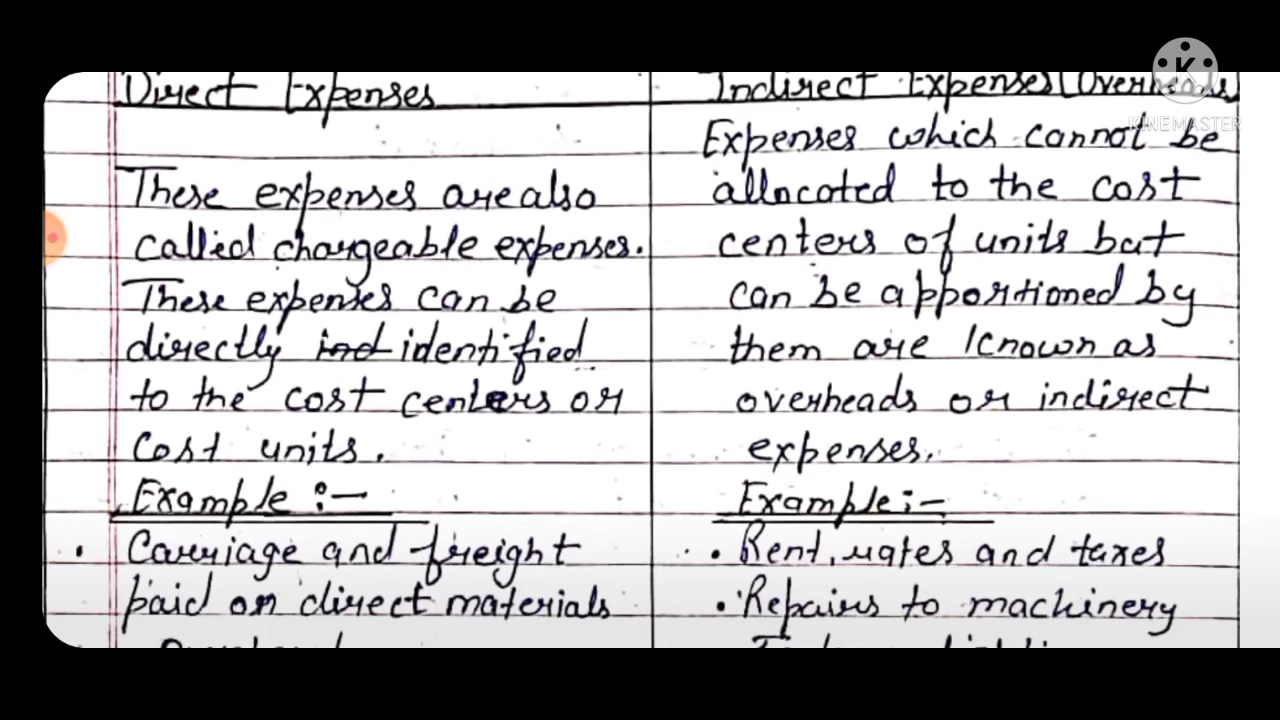 Direct Expenses
These expenses are also
called chargeable expenses.
These expenses can be
directly ind identified
to the cost centers or
cost units.
Example :-
• Carriage and freight
paid on direct materials
Indirect Expenses (Overheads)
Expenses which cannot be
allocated to the cost
centers of units but
can be apportioned by
them are known as
overheads or indirect
expenses.
Example :-
• Rent, rates and taxes
• Repairs to machinery
KINEMASTER